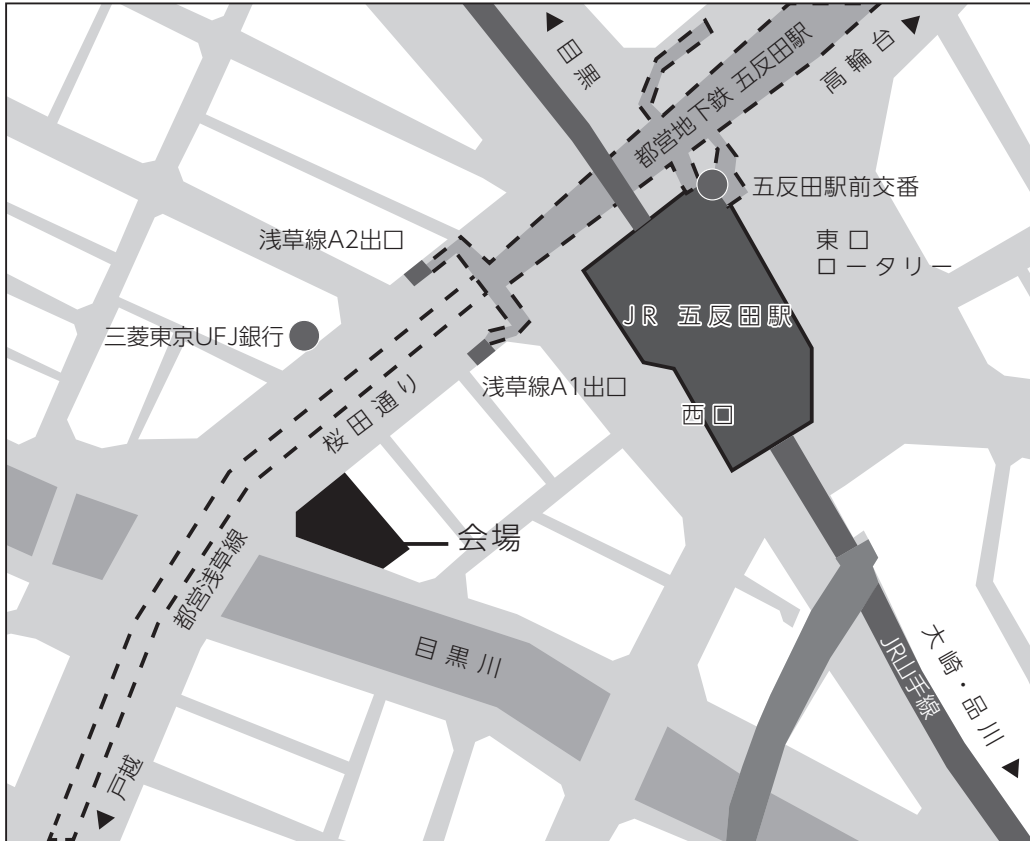 目黒
都営地下鉄 五反田駅
高輪台
五反田駅前交番
浅草線A2出口
東口
ロータリー
三菱東京UFJ銀行
JR 五反田駅
浅草線A1出口
桜田通り
西口
会場
都営浅草線
目黒川
大崎・品川
JR山手線
戸越